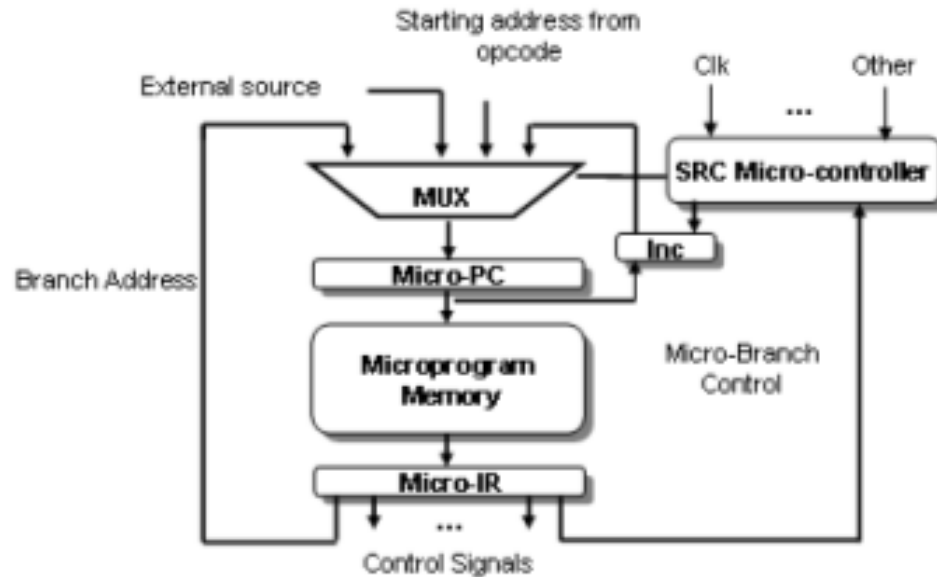 Starting address from
opcode
External source
Clk
Other
...
SRC Micro-controller
MUX
Inc
Branch Address
Micro-PC
Microprogram
Memory
Micro-Branch
Control
Micro-IR
...
Control Signals